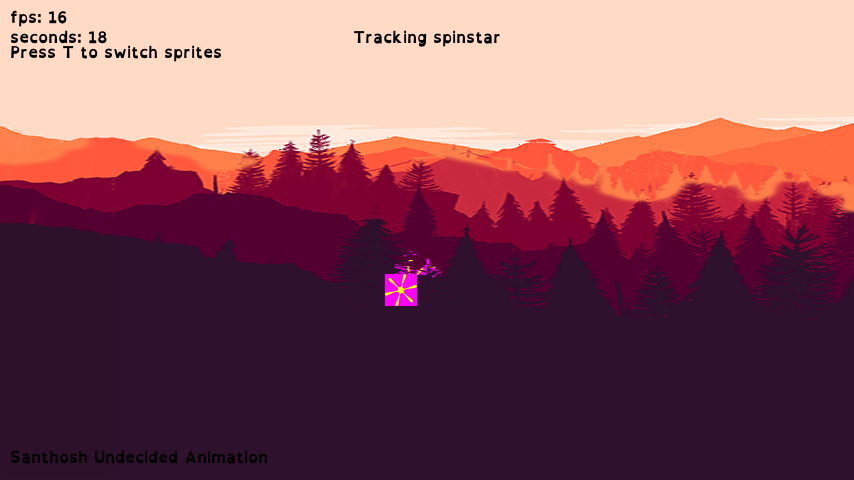 fps: 16
seconds: 18
Tracking spinstar
Press T to switch sprites
Santhosh Undecided Animation